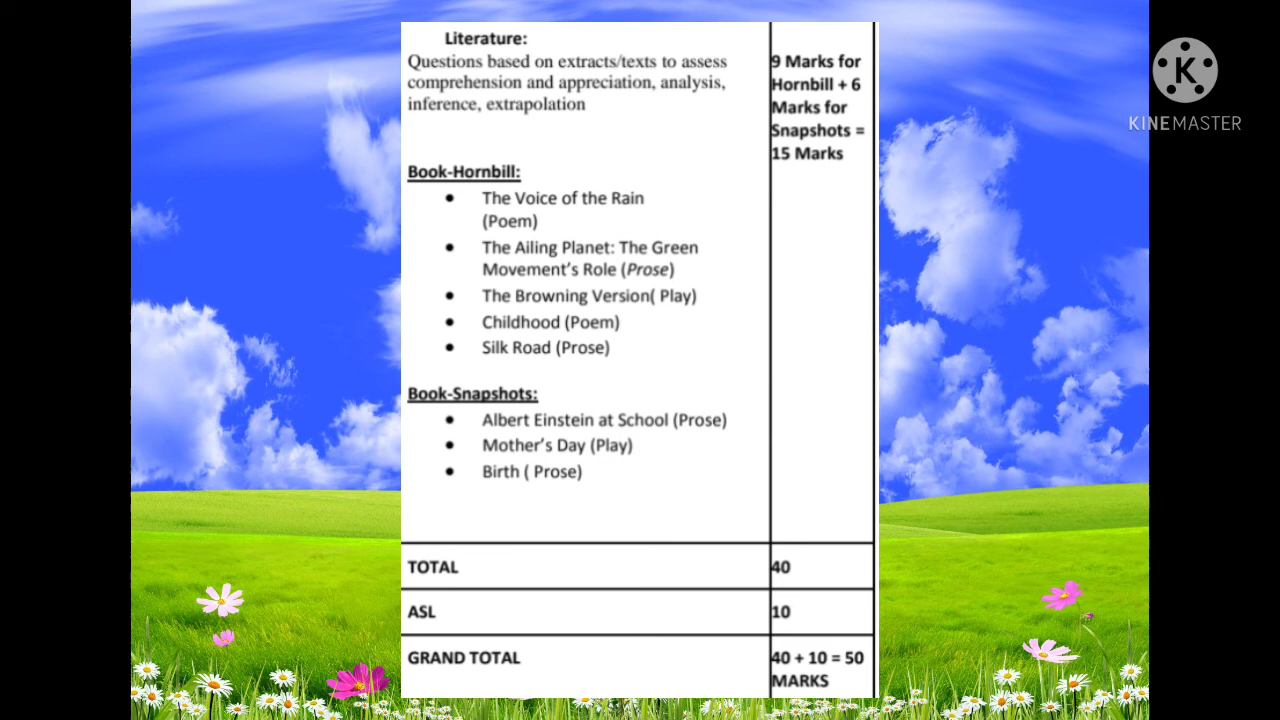 Literature:
Questions based on extracts/texts to assess
comprehension and appreciation, analysis,
inference, extrapolation
9 Marks for
Hornbill + 6
Marks for
Snapshots =
15 Marks
Book-Hornbill:
• The Voice of the Rain
(Poem)
• The Ailing Planet: The Green
Movement's Role (Prose)
• The Browning Version( Play)
• Childhood (Poem)
• Silk Road (Prose)
Book-Snapshots:
• Albert Einstein at School (Prose)
• Mother's Day (Play)
• Birth ( Prose)
TOTAL 40
ASL 10
GRAND TOTAL 40 + 10 = 50
MARKS
K
KINEMASTER